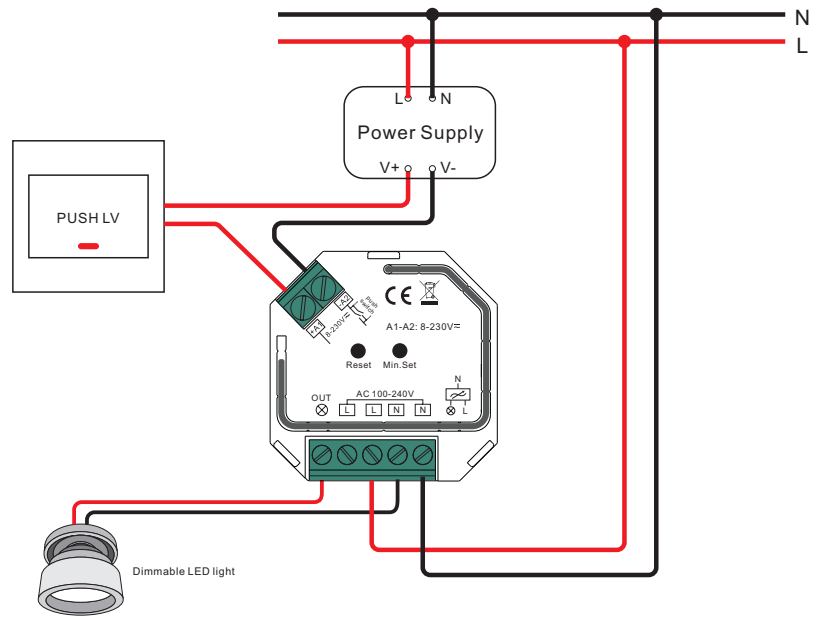 N
L
L N
Power Supply
V+ V-
PUSH LV
CE
-A2
Push
Switch
+A1
8-230V
A1-A2: 8-230V
Reset Min.Set
N
AC 100-240V
OUT
L L N N
L
Dimmable LED light